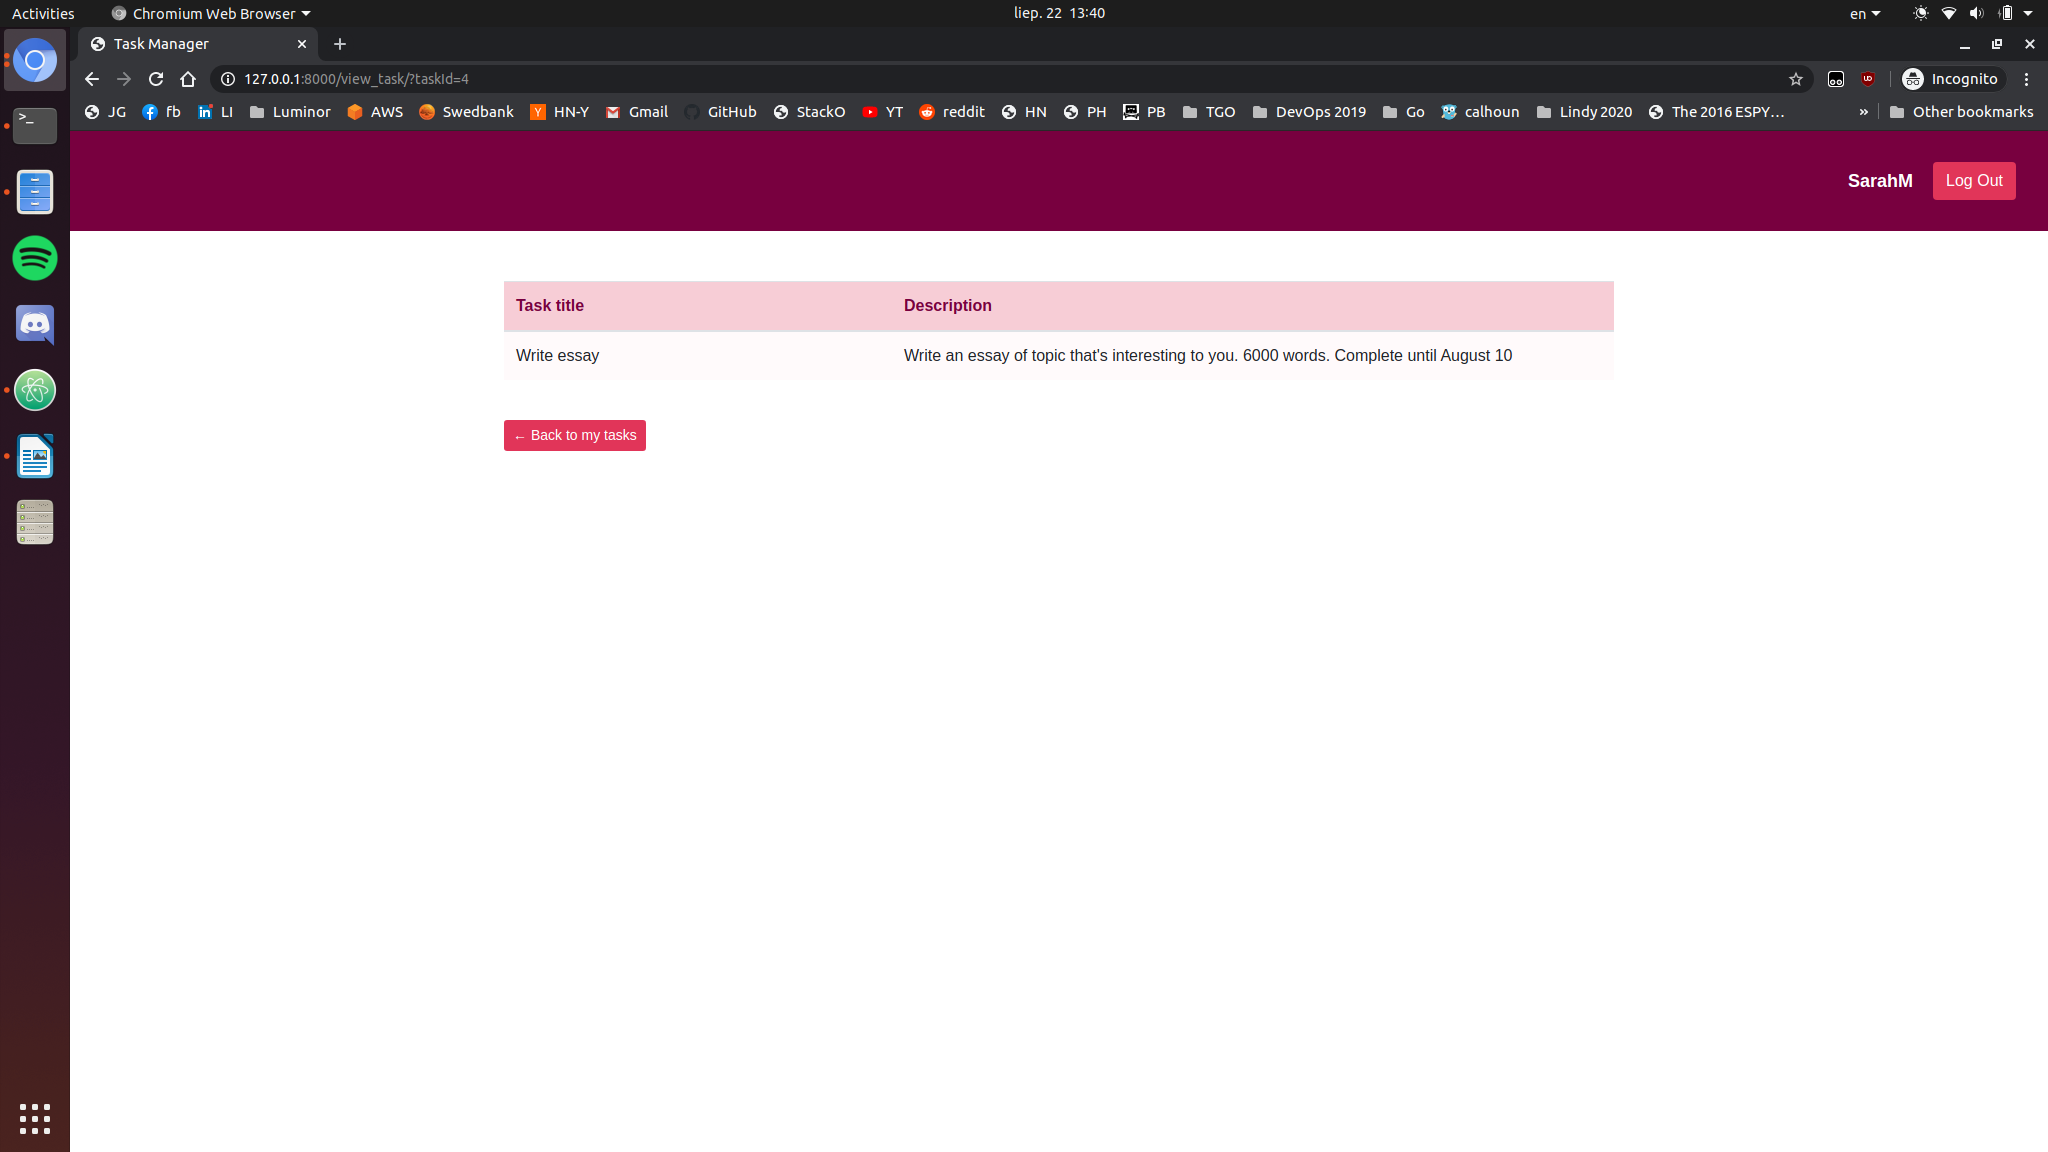 Activities Chromium Web Browser liep. 22 13:40 en
Task Manager
127.0.0.1:8000/view_task/?taskId=4 Incognito
JG fb LI Luminor AWS Swedbank HN-Y Gmail GitHub StackO YT reddit HN PH PB TGO DevOps 2019 Go calhoun Lindy 2020 The 2016 ESPY… » Other bookmarks
SarahM Log Out
Task title Description
Write essay Write an essay of topic that's interesting to you. 6000 words. Complete until August 10
← Back to my tasks